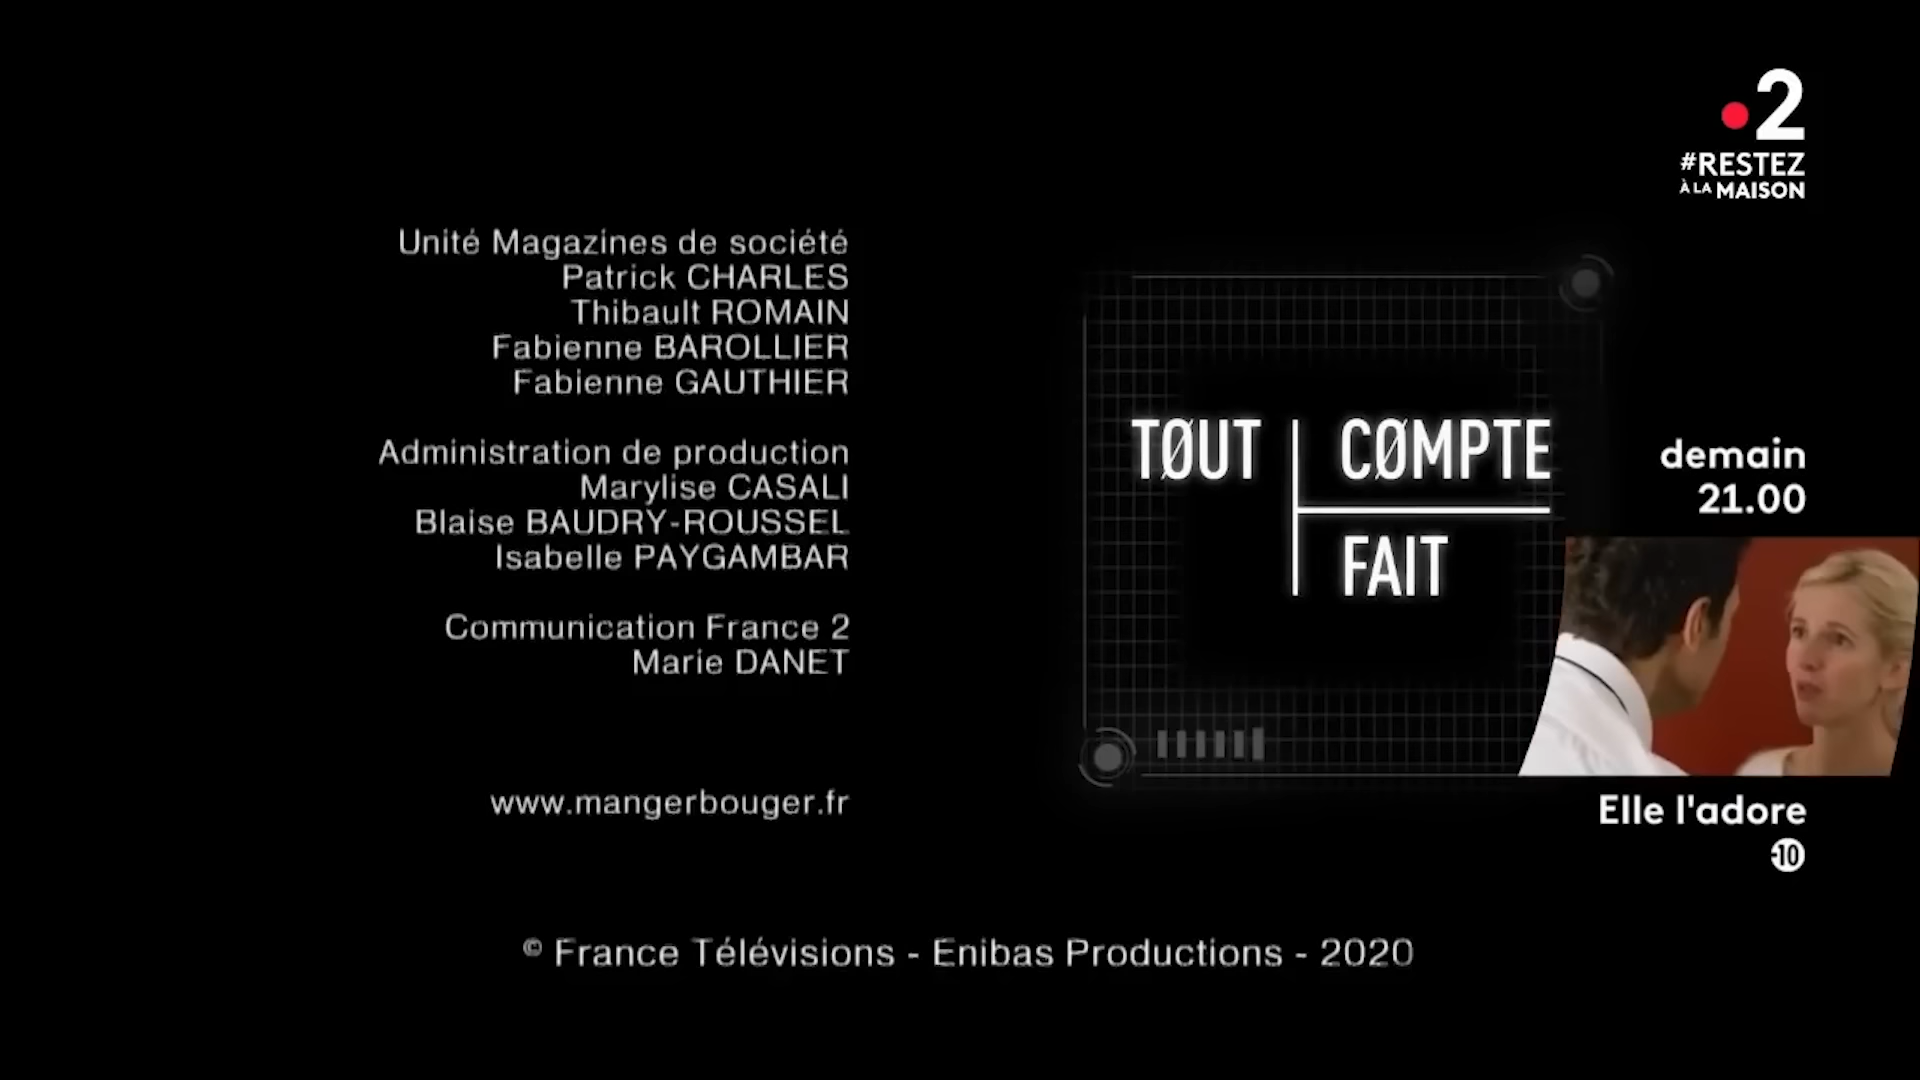 2
#RESTEZ
À LA MAISON
Unité Magazines de société
Patrick CHARLES
Thibault ROMAIN
Fabienne BAROLLIER
Fabienne GAUTHIER
Administration de production
Marylise CASALI
Blaise BAUDRY-ROUSSEL
Isabelle PAYGAMBAR
Communication France 2
Marie DANET
www.mangerbouger.fr
TØUT CØMPTE
FAIT
demain
21.00
Elle l'adore
-10
© France Télévisions - Enibas Productions - 2020